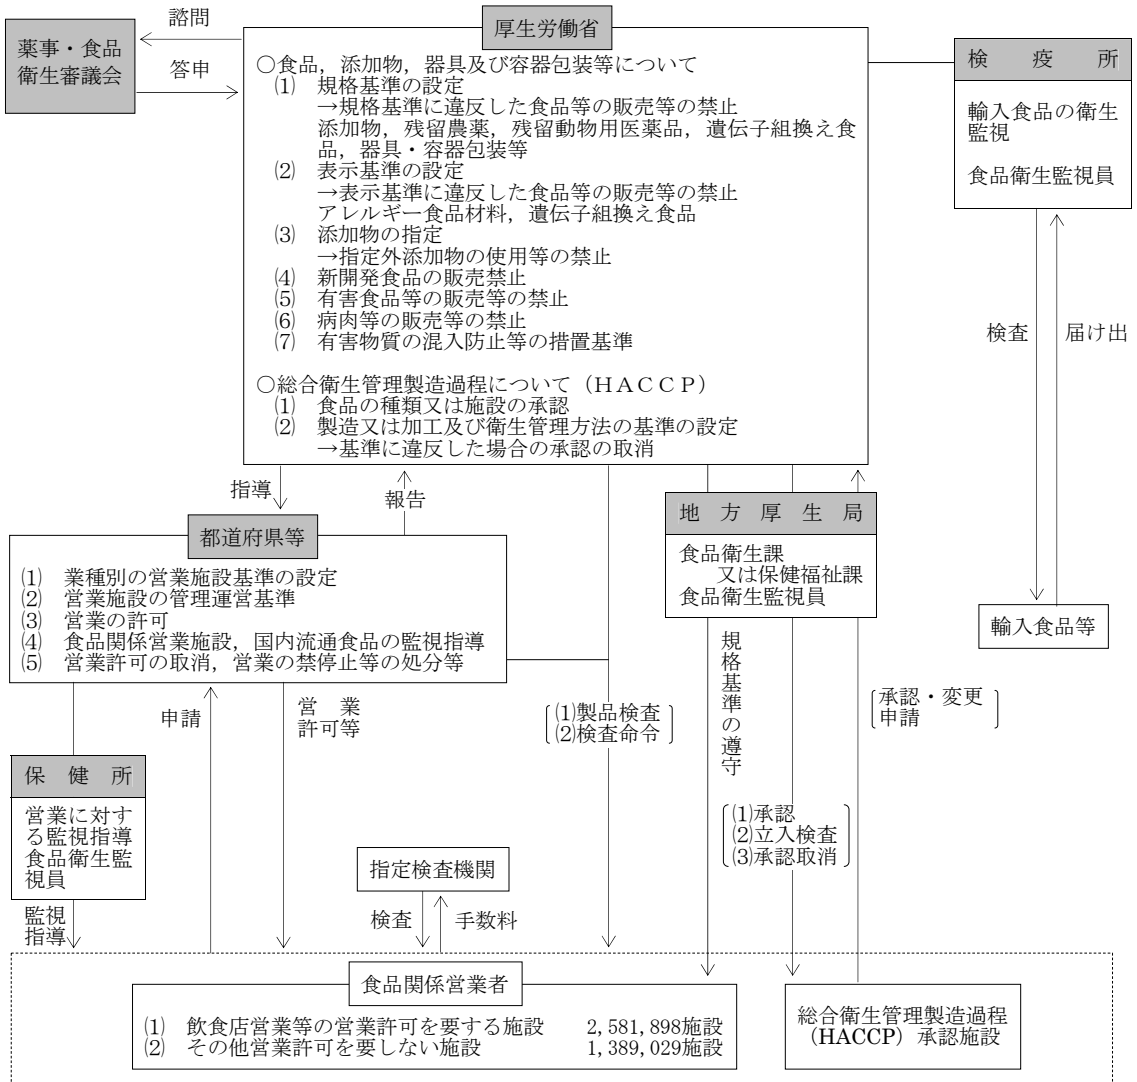 諮問
薬事・食品
衛生審議会
答申
厚生労働省
○食品，添加物，器具及び容器包装等について
⑴　規格基準の設定
→規格基準に違反した食品等の販売等の禁止
添加物，残留農薬，残留動物用医薬品，遺伝子組換え食
品，器具・容器包装等
⑵　表示基準の設定
→表示基準に違反した食品等の販売等の禁止
アレルギー食品材料，遺伝子組換え食品
⑶　添加物の指定
→指定外添加物の使用等の禁止
⑷　新開発食品の販売禁止
⑸　有害食品等の販売等の禁止
⑹　病肉等の販売等の禁止
⑺　有害物質の混入防止等の措置基準
○総合衛生管理製造過程について（ＨＡＣＣＰ）
⑴　食品の種類又は施設の承認
⑵　製造又は加工及び衛生管理方法の基準の設定
→基準に違反した場合の承認の取消
検　疫　所
輸入食品の衛生
監視
食品衛生監視員
検査
届け出
輸入食品等
指導
報告
都道府県等
⑴　業種別の営業施設基準の設定
⑵　営業施設の管理運営基準
⑶　営業の許可
⑷　食品関係営業施設，国内流通食品の監視指導
⑸　営業許可の取消，営業の禁停止等の処分等
地　方　厚　生　局
食品衛生課
又は保健福祉課
食品衛生監視員
申請
営　業
許可等
⑴製品検査
⑵検査命令
規格基準の遵守
承認・変更
申請
保　健　所
営業に対す
る監視指導
食品衛生監
視員
⑴承認
⑵立入検査
⑶承認取消
指定検査機関
監視
指導
検査
手数料
食品関係営業者
⑴　飲食店営業等の営業許可を要する施設　2,581,898施設
⑵　その他営業許可を要しない施設　1,389,029施設
総合衛生管理製造過程
（HACCP）承認施設